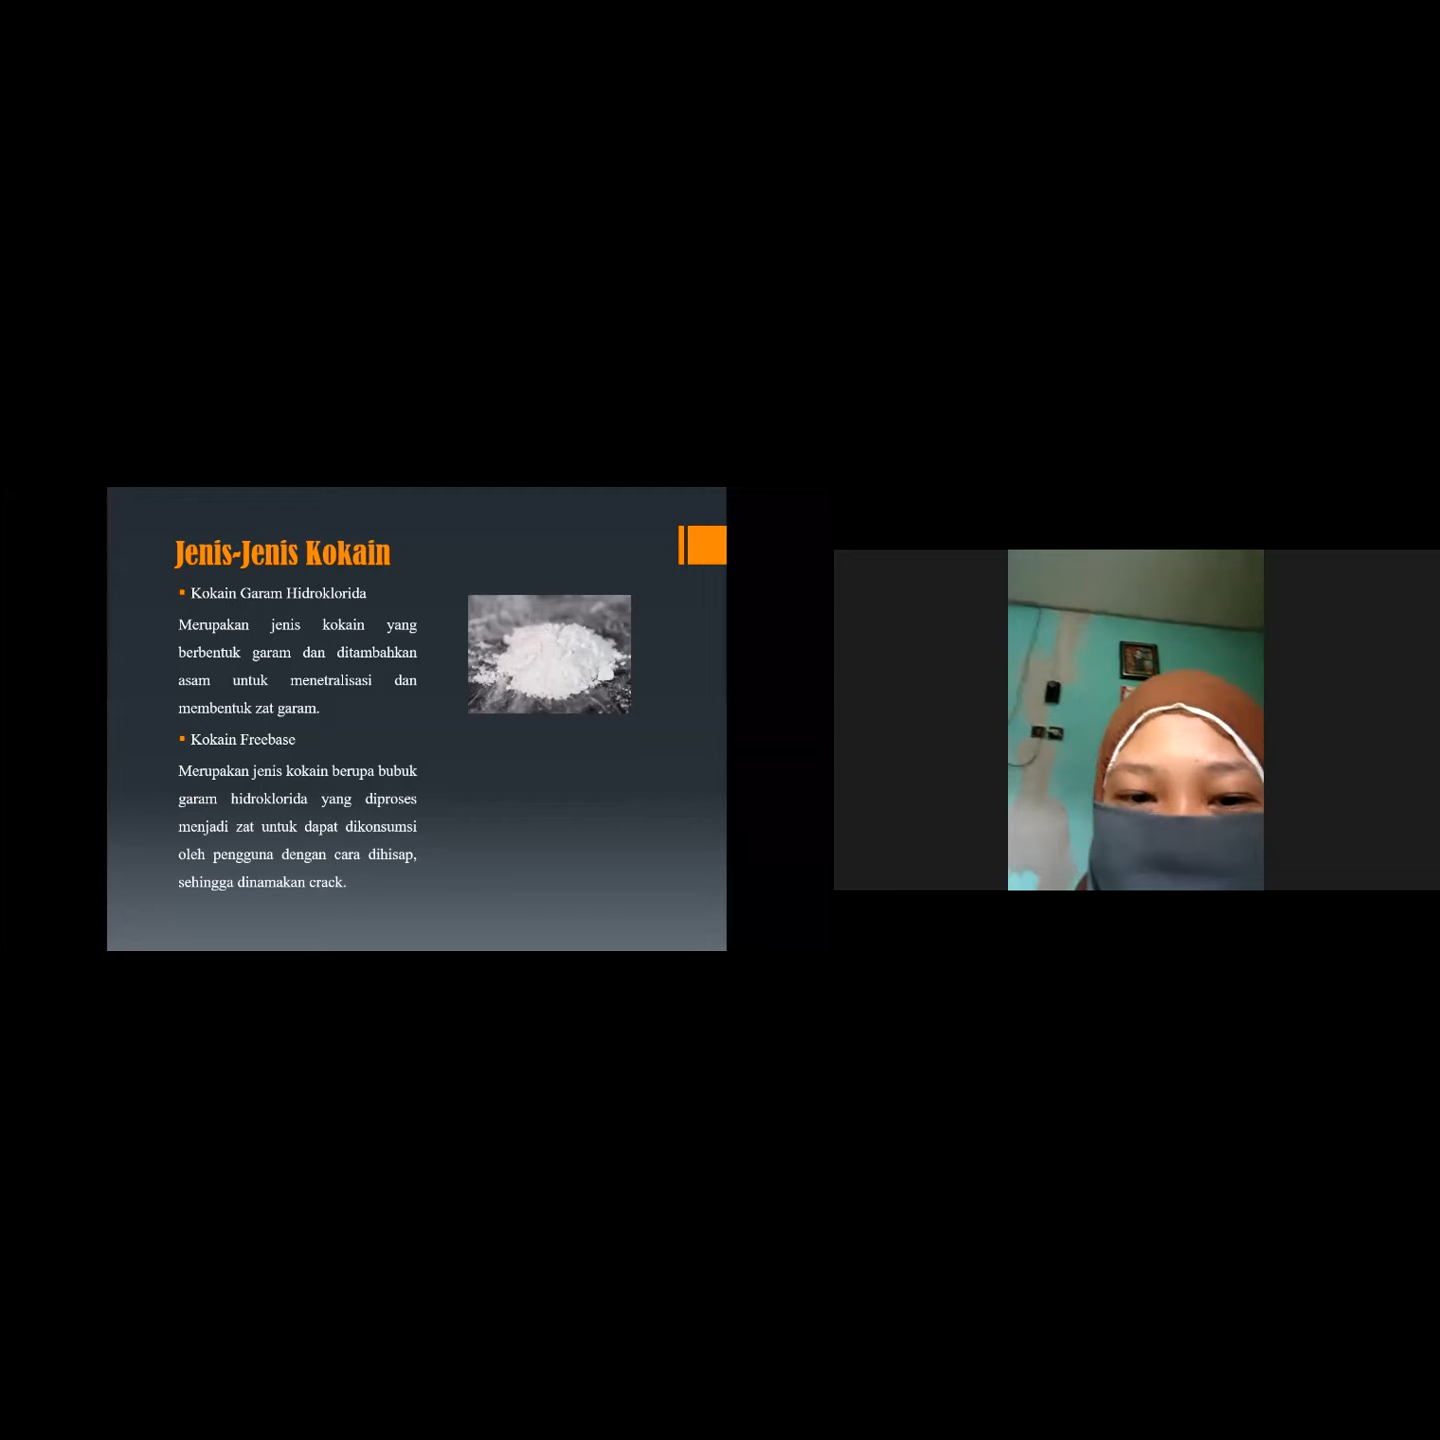 Jenis-Jenis Kokain
Kokain Garam Hidroklorida
Merupakan jenis kokain yang
berbentuk garam dan ditambahkan
asam untuk menetralisasi dan
membentuk zat garam.
Kokain Freebase
Merupakan jenis kokain berupa bubuk
garam hidroklorida yang diproses
menjadi zat untuk dapat dikonsumsi
oleh pengguna dengan cara dihisap,
sehingga dinamakan crack.